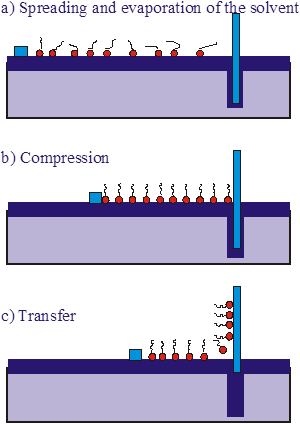 a) Spreading and evaporation of the solvent
b) Compression
c) Transfer